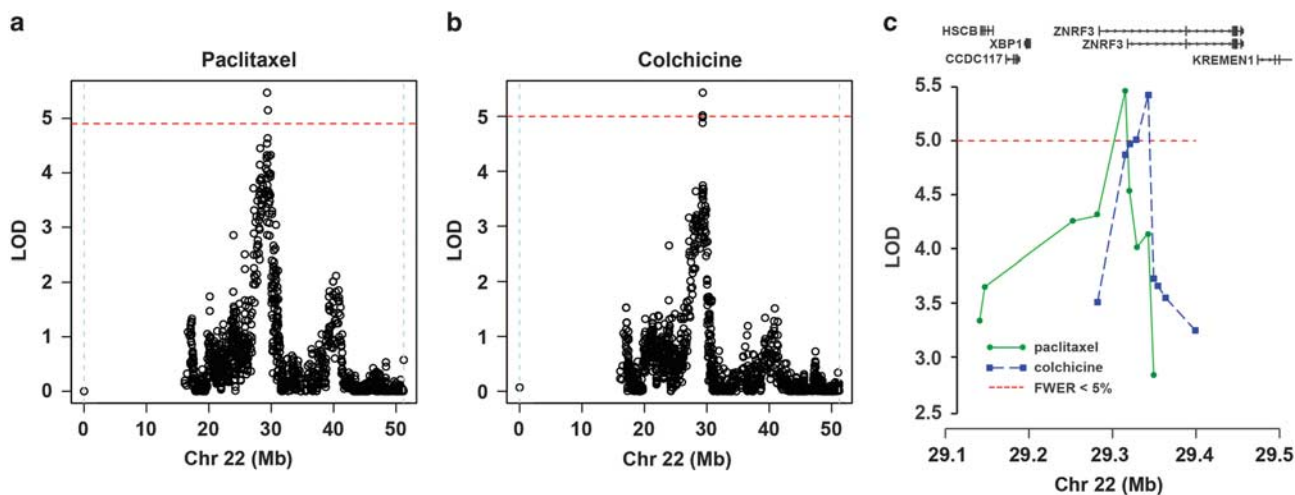 a
Paclitaxel
LOD
5
4
3
2
1
0
0 10 20 30 40 50
Chr 22 (Mb)
b
Colchicine
LOD
5
4
3
2
1
0
0 10 20 30 40 50
Chr 22 (Mb)
c
HSCB
XBP1
CCDC117
ZNRF3
ZNRF3
KREMEN1
LOD
5.5
5.0
4.5
4.0
3.5
3.0
2.5
paclitaxel
colchicine
FWER < 5%
29.1 29.2 29.3 29.4 29.5
Chr 22 (Mb)